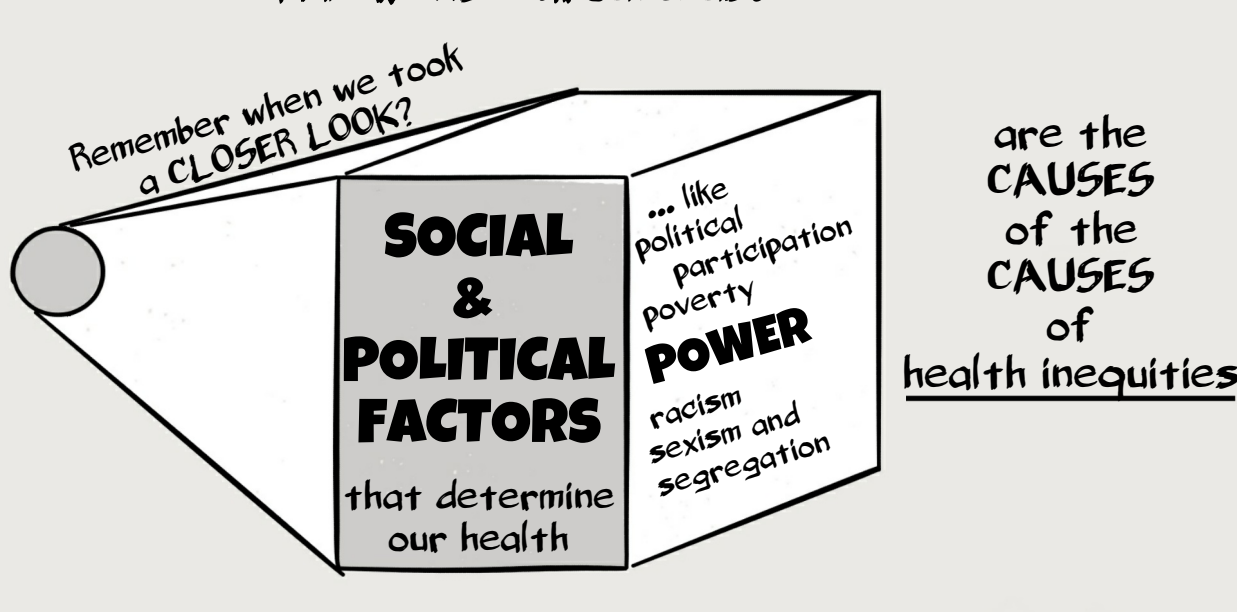 Remember when we took
a CLOSER LOOK?
SOCIAL
&
POLITICAL
FACTORS
that determine
our health
... like
political
participation
poverty
POWER
racism
sexism and
segregation
are the
CAUSES
of the
CAUSES
of
health inequities